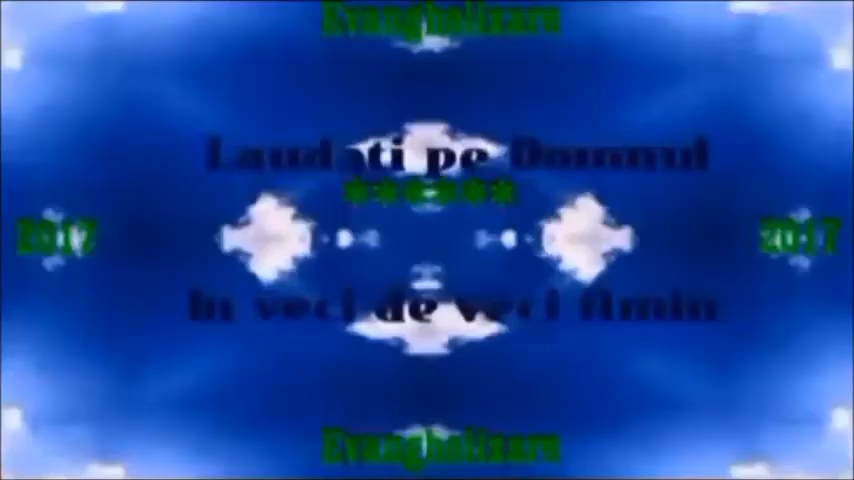 Evanghelizare
Laudati pe Domnul
******
2017 2017
In veci de veci Amin
Evanghelizare